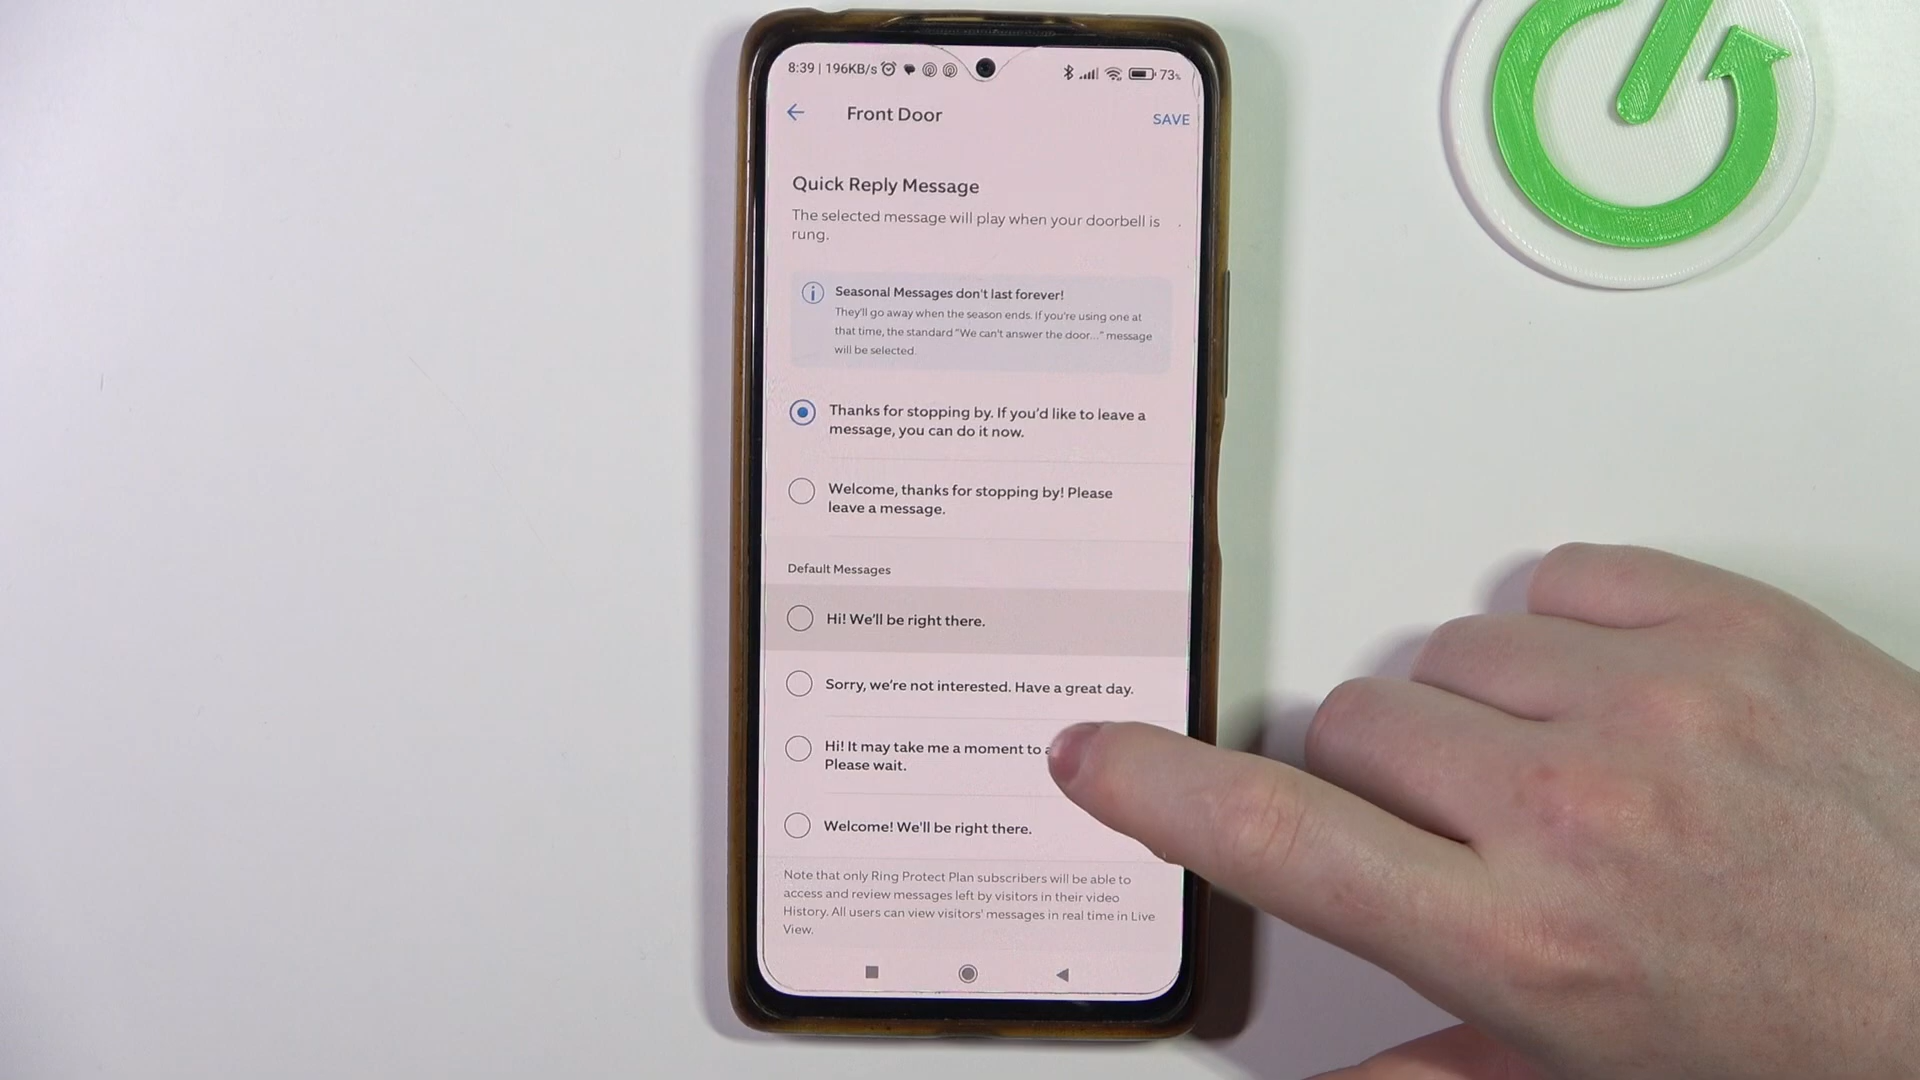 8:39 | 196KB/s
73%
Front Door
SAVE
Quick Reply Message
The selected message will play when your doorbell is
rung.
Seasonal Messages don't last forever!
They'll go away when the season ends. If you're using one at
that time, the standard "We can't answer the door..." message
will be selected.
Thanks for stopping by. If you'd like to leave a
message, you can do it now.
Welcome, thanks for stopping by! Please
leave a message.
Default Messages
Hi! We'll be right there.
Sorry, we're not interested. Have a great day.
Hi! It may take me a moment to
Please wait.
Welcome! We'll be right there.
Note that only Ring Protect Plan subscribers will be able to
access and review messages left by visitors in their video
History. All users can view visitors' messages in real time in Live
View.